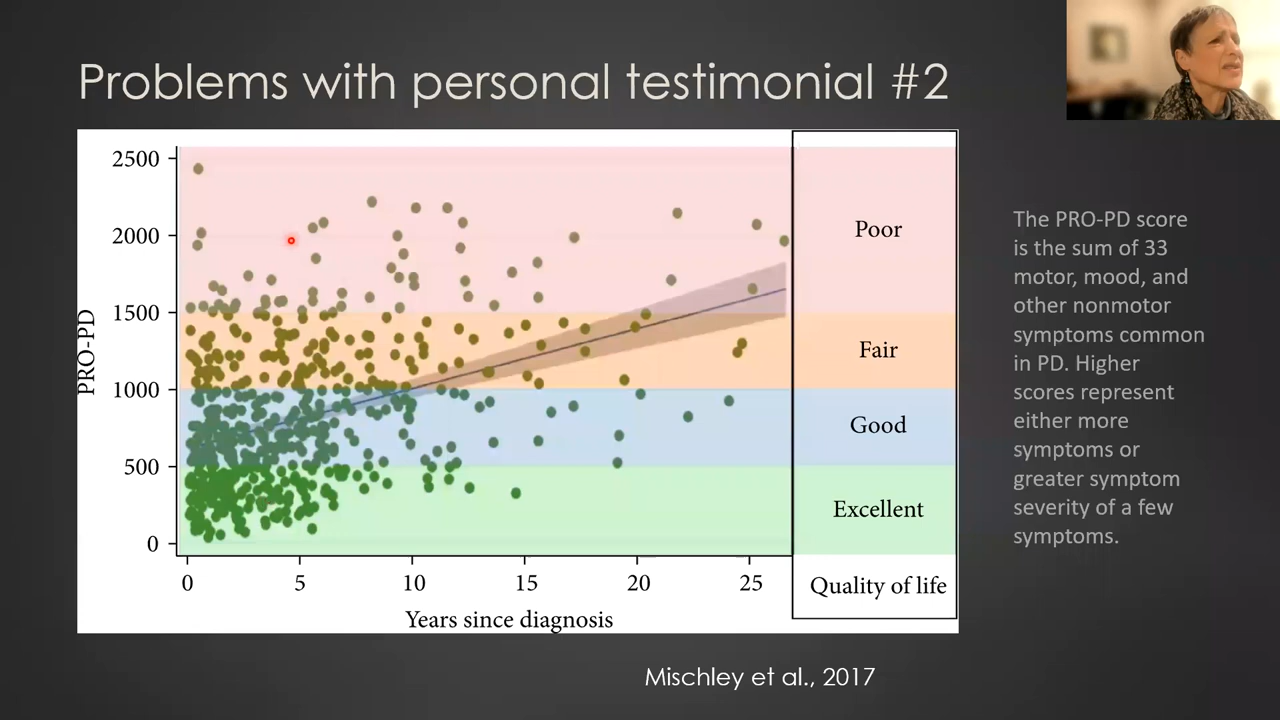 Problems with personal testimonial #2
2500
2000
1500
1000
500
0
PRO-PD
0 5 10 15 20 25
Years since diagnosis
Poor
Fair
Good
Excellent
Quality of life
The PRO-PD score
is the sum of 33
motor, mood, and
other nonmotor
symptoms common
in PD. Higher
scores represent
either more
symptoms or
greater symptom
severity of a few
symptoms.
Mischley et al., 2017